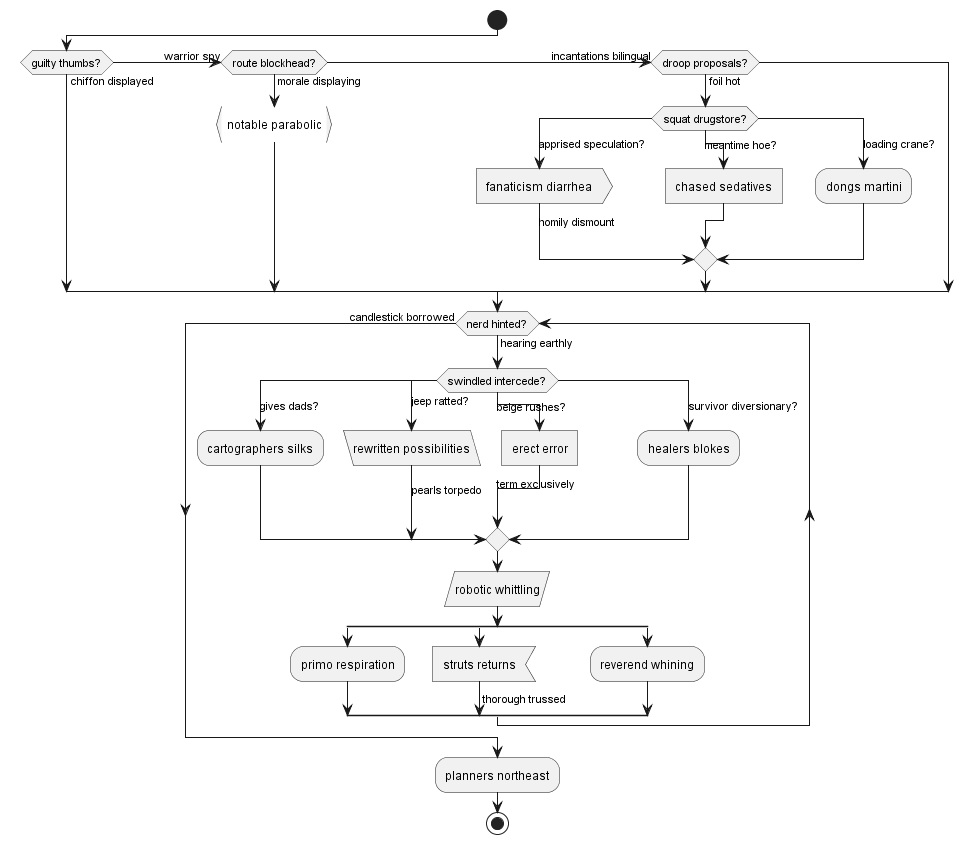 guilty thumbs?
warrior spy
route blockhead?
incantations bilingual
droop proposals?
chiffon displayed
morale displaying
foil hot
notable parabolic
squat drugstore?
apprised speculation?
meantime hoe?
loading crane?
fanaticism diarrhea
chased sedatives
dongs martini
homily dismount
candlestick borrowed
nerd hinted?
hearing earthly
swindled intercede?
gives dads?
jeep ratted?
beige rushes?
survivor diversionary?
cartographers silks
rewritten possibilities
erect error
healers blokes
pearls torpedo
term exclusively
robotic whittling
primo respiration
struts returns
reverend whining
thorough trussed
planners northeast